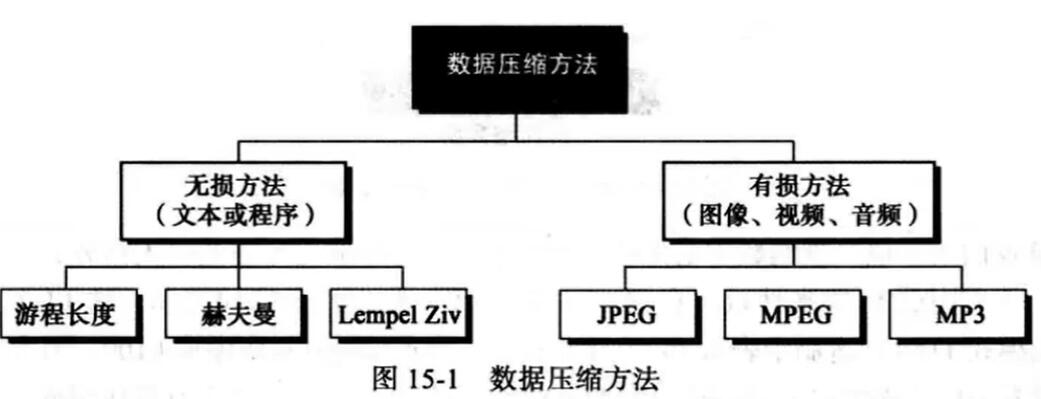 数据压缩方法
无损方法
（文本或程序）
有损方法
（图像、视频、音频）
游程长度
赫夫曼
Lempel Ziv
JPEG
MPEG
MP3
图 15-1 数据压缩方法